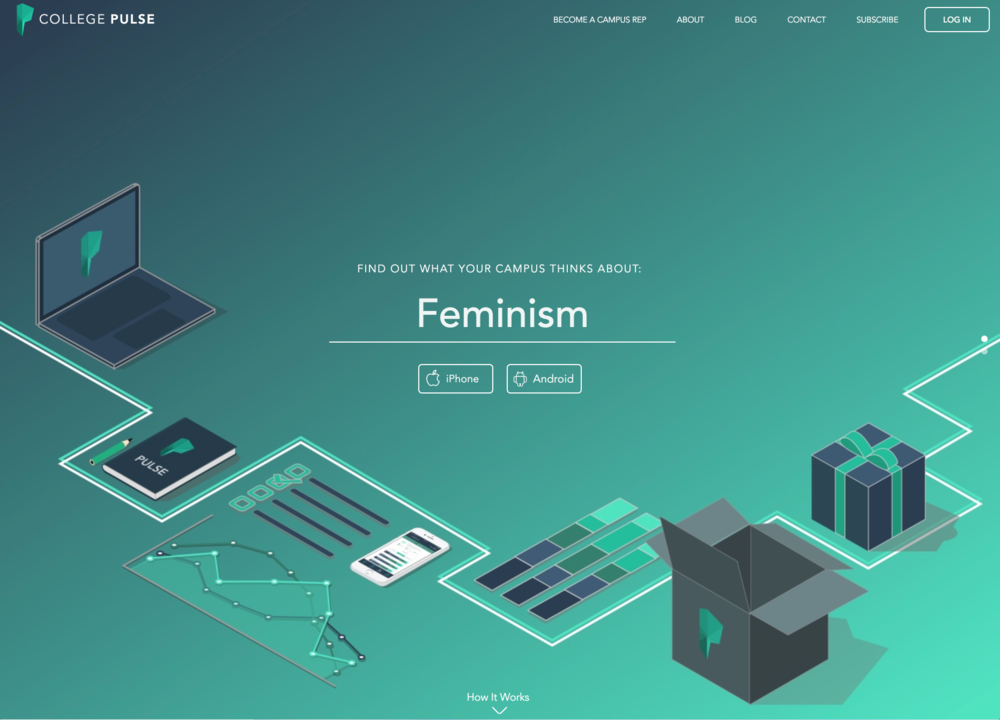 COLLEGE PULSE
BECOME A CAMPUS REP
ABOUT
BLOG
CONTACT
SUBSCRIBE
LOG IN
FIND OUT WHAT YOUR CAMPUS THINKS ABOUT:
Feminism
iPhone
Android
PULSE
How It Works